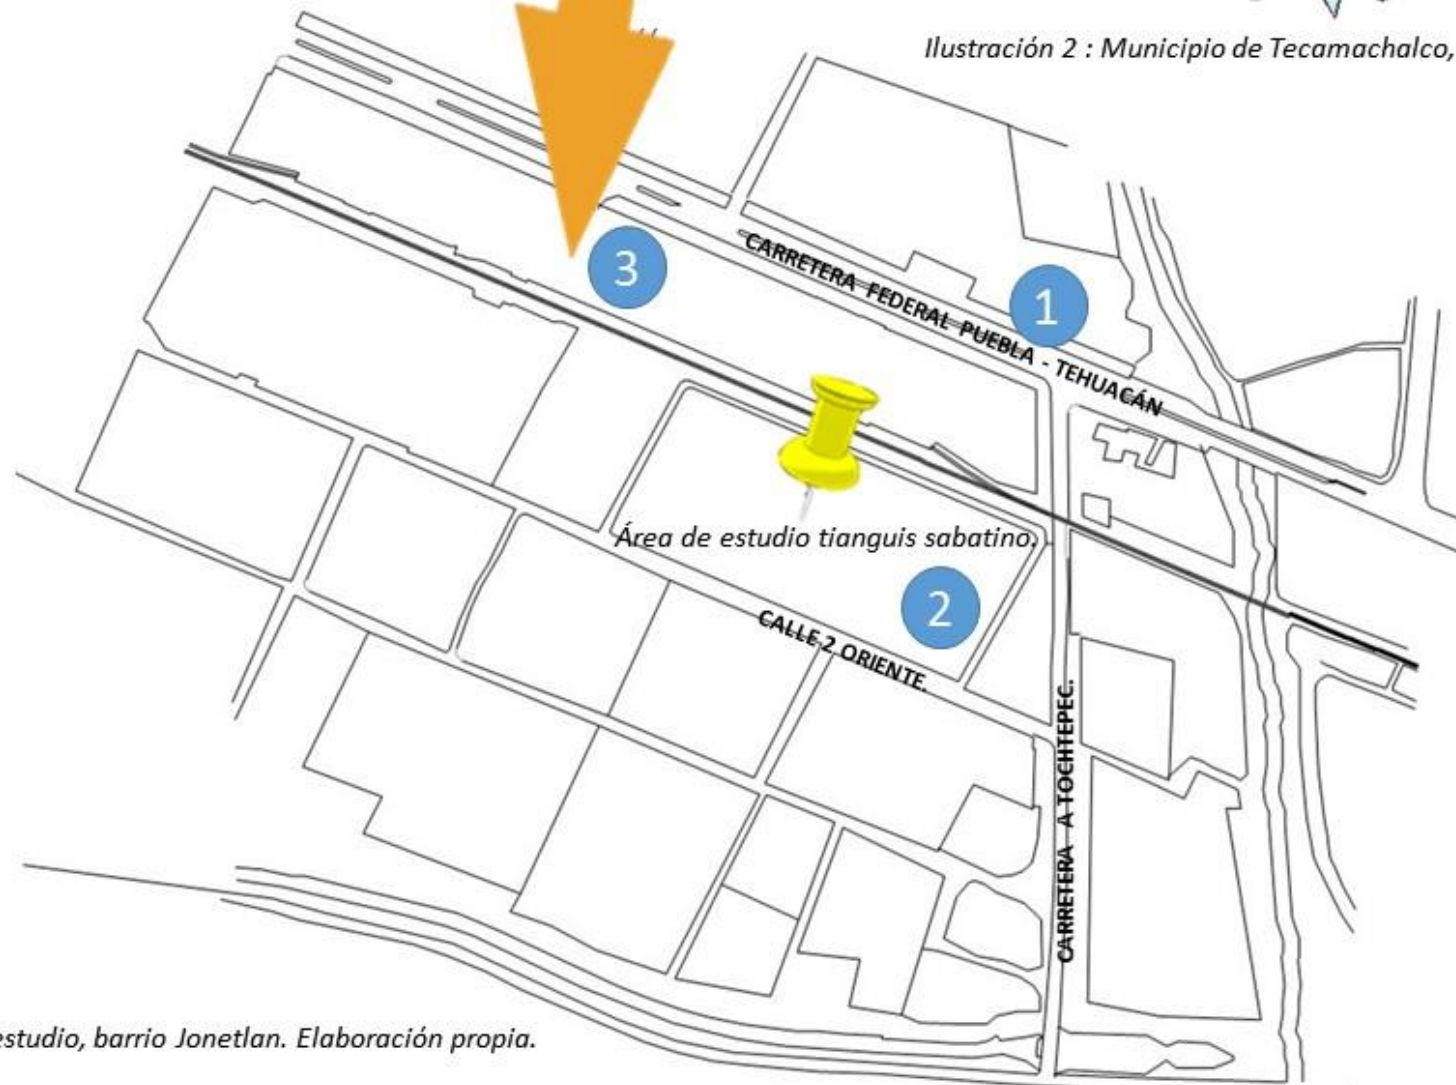 Ilustración 2 : Municipio de Tecamachalco,
3
1
CARRETERA FEDERAL PUEBLA - TEHUACÁN
Área de estudio tianguis sabatino.
2
CALLE 2 ORIENTE.
CARRETERA A TOCHTEPEC.
estudio, barrio Jonetlan. Elaboración propia.